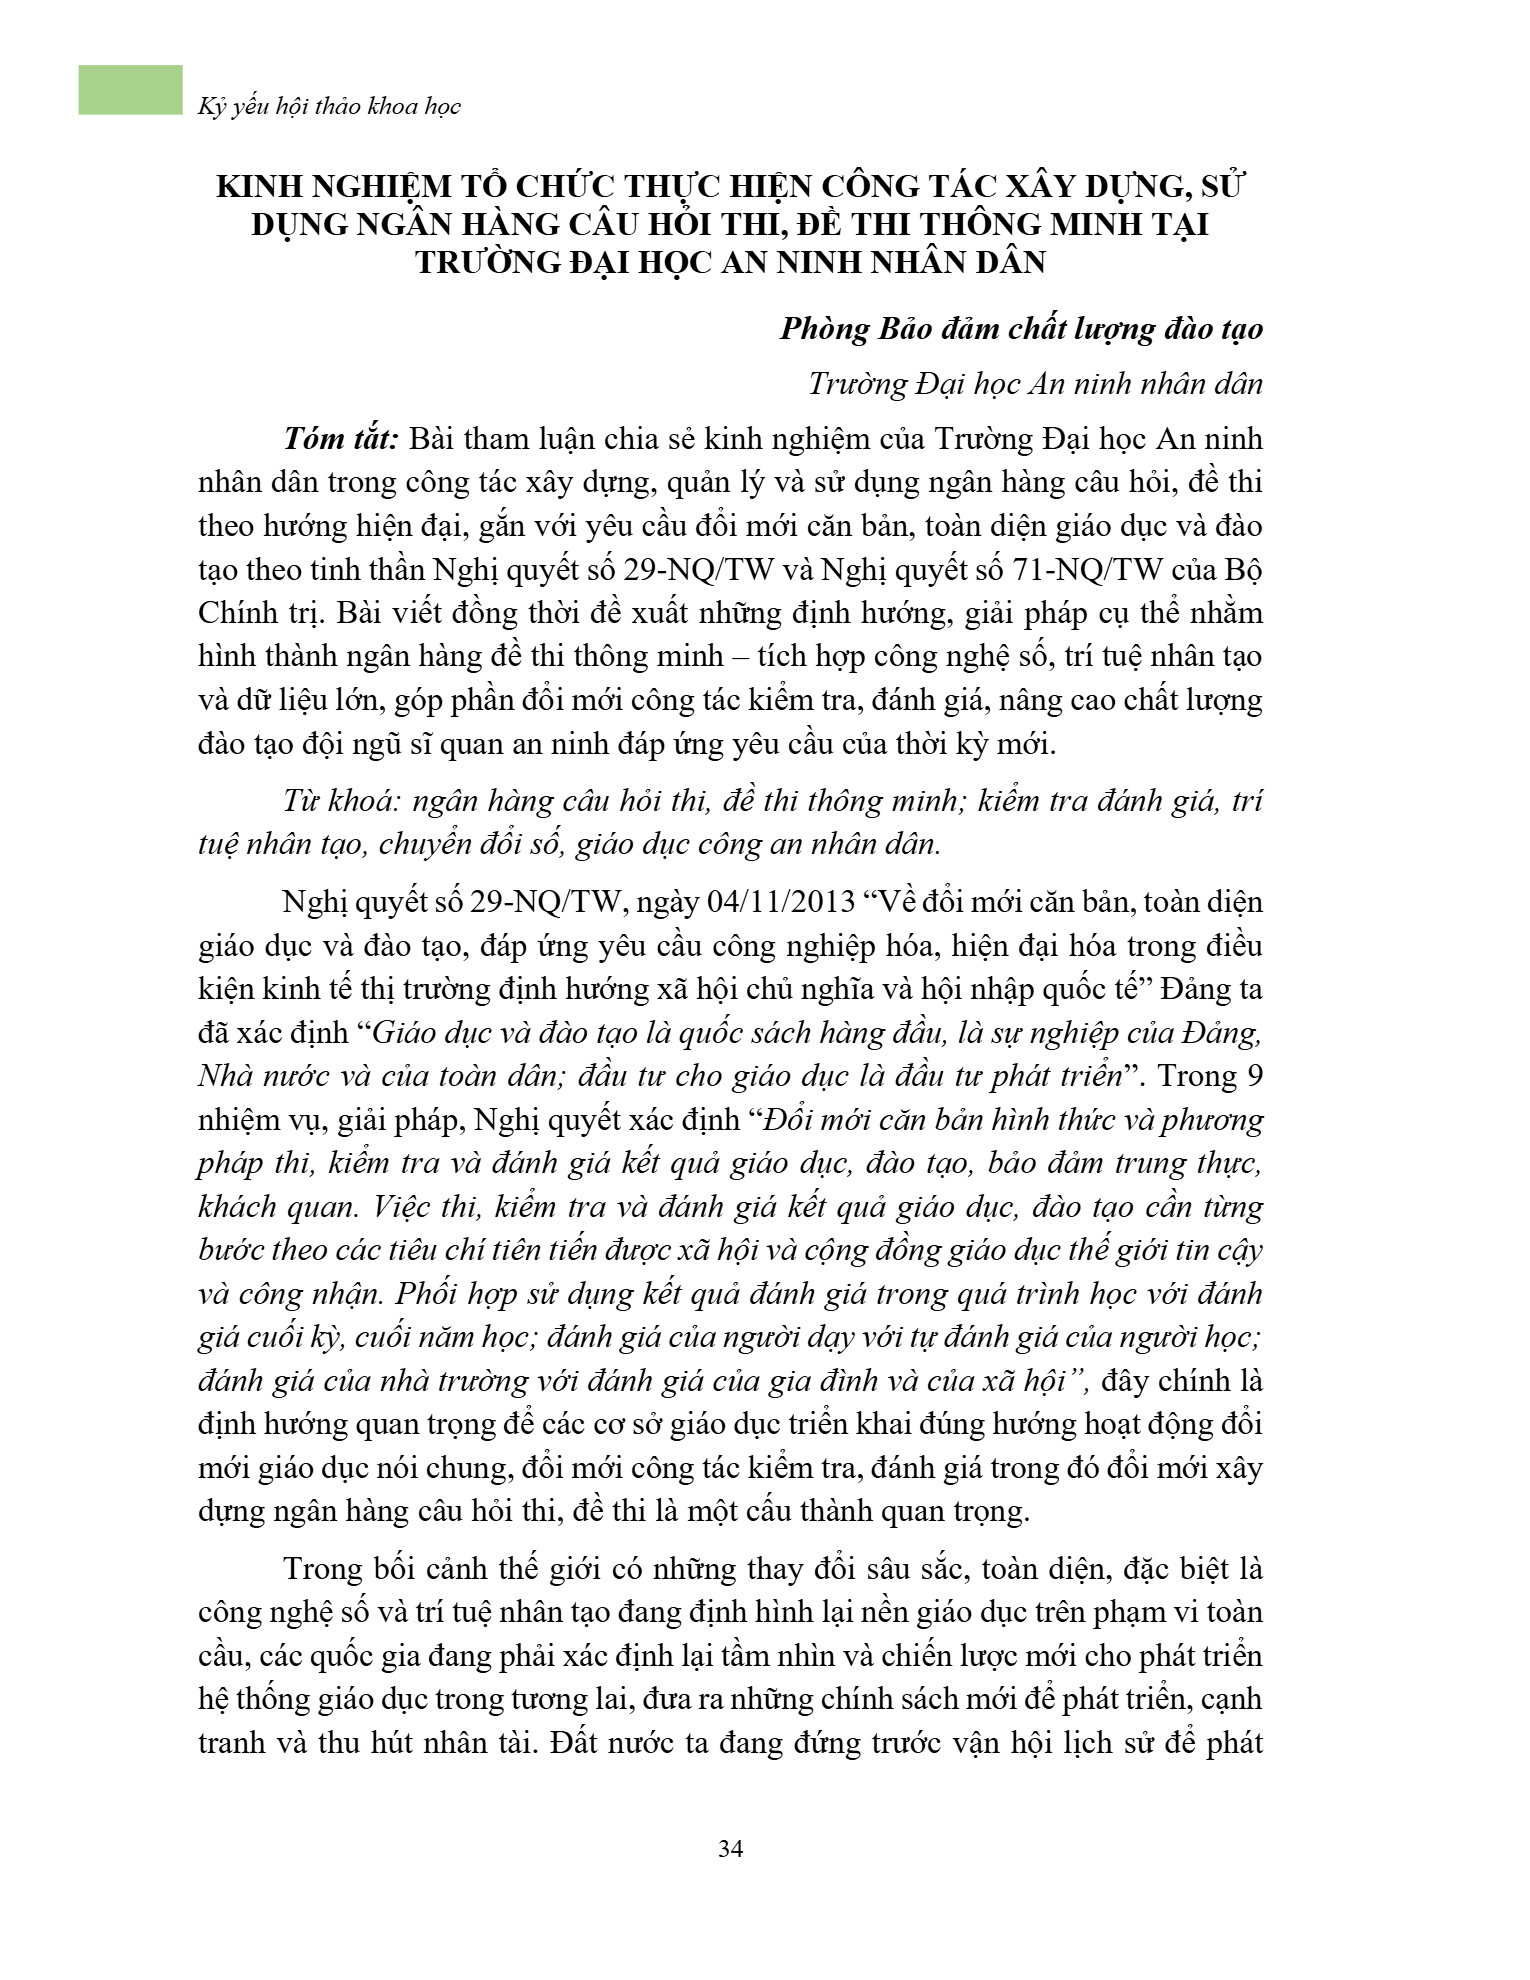 Kỷ yếu hội thảo khoa học
KINH NGHIỆM TỔ CHỨC THỰC HIỆN CÔNG TÁC XÂY DỰNG, SỬ
DỤNG NGÂN HÀNG CÂU HỎI THI, ĐỀ THI THÔNG MINH TẠI
TRƯỜNG ĐẠI HỌC AN NINH NHÂN DÂN
Phòng Bảo đảm chất lượng đào tạo
Trường Đại học An ninh nhân dân
Tóm tắt: Bài tham luận chia sẻ kinh nghiệm của Trường Đại học An ninh
nhân dân trong công tác xây dựng, quản lý và sử dụng ngân hàng câu hỏi, đề thi
theo hướng hiện đại, gắn với yêu cầu đổi mới căn bản, toàn diện giáo dục và đào
tạo theo tinh thần Nghị quyết số 29-NQ/TW và Nghị quyết số 71-NQ/TW của Bộ
Chính trị. Bài viết đồng thời đề xuất những định hướng, giải pháp cụ thể nhằm
hình thành ngân hàng đề thi thông minh – tích hợp công nghệ số, trí tuệ nhân tạo
và dữ liệu lớn, góp phần đổi mới công tác kiểm tra, đánh giá, nâng cao chất lượng
đào tạo đội ngũ sĩ quan an ninh đáp ứng yêu cầu của thời kỳ mới.
Từ khoá: ngân hàng câu hỏi thi, đề thi thông minh; kiểm tra đánh giá, trí
tuệ nhân tạo, chuyển đổi số, giáo dục công an nhân dân.
Nghị quyết số 29-NQ/TW, ngày 04/11/2013 “Về đổi mới căn bản, toàn diện
giáo dục và đào tạo, đáp ứng yêu cầu công nghiệp hóa, hiện đại hóa trong điều
kiện kinh tế thị trường định hướng xã hội chủ nghĩa và hội nhập quốc tế” Đảng ta
đã xác định “Giáo dục và đào tạo là quốc sách hàng đầu, là sự nghiệp của Đảng,
Nhà nước và của toàn dân; đầu tư cho giáo dục là đầu tư phát triển”. Trong 9
nhiệm vụ, giải pháp, Nghị quyết xác định “Đổi mới căn bản hình thức và phương
pháp thi, kiểm tra và đánh giá kết quả giáo dục, đào tạo, bảo đảm trung thực,
khách quan. Việc thi, kiểm tra và đánh giá kết quả giáo dục, đào tạo cần từng
bước theo các tiêu chí tiên tiến được xã hội và cộng đồng giáo dục thế giới tin cậy
và công nhận. Phối hợp sử dụng kết quả đánh giá trong quá trình học với đánh
giá cuối kỳ, cuối năm học; đánh giá của người dạy với tự đánh giá của người học;
đánh giá của nhà trường với đánh giá của gia đình và của xã hội”, đây chính là
định hướng quan trọng để các cơ sở giáo dục triển khai đúng hướng hoạt động đổi
mới giáo dục nói chung, đổi mới công tác kiểm tra, đánh giá trong đó đổi mới xây
dựng ngân hàng câu hỏi thi, đề thi là một cấu thành quan trọng.
Trong bối cảnh thế giới có những thay đổi sâu sắc, toàn diện, đặc biệt là
công nghệ số và trí tuệ nhân tạo đang định hình lại nền giáo dục trên phạm vi toàn
cầu, các quốc gia đang phải xác định lại tầm nhìn và chiến lược mới cho phát triển
hệ thống giáo dục trong tương lai, đưa ra những chính sách mới để phát triển, cạnh
tranh và thu hút nhân tài. Đất nước ta đang đứng trước vận hội lịch sử để phát
34